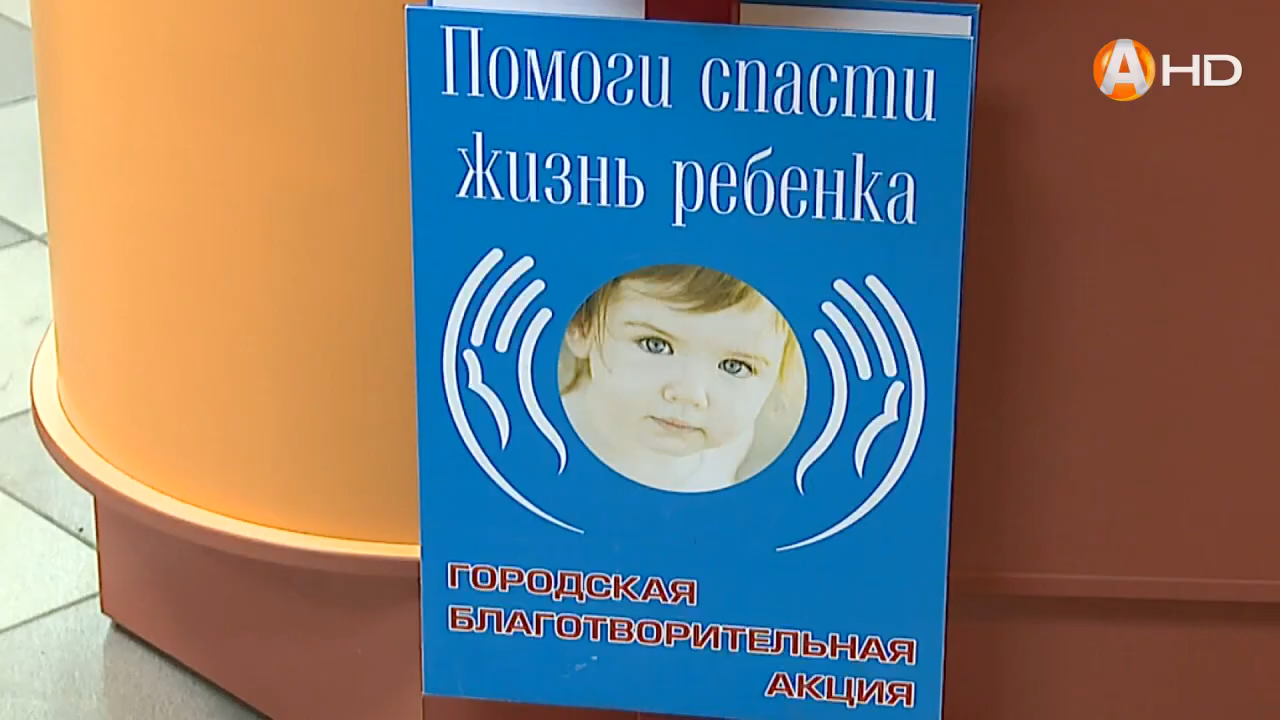 Помоги спасти
жизнь ребенка
ГОРОДСКАЯ
БЛАГОТВОРИТЕЛЬНАЯ
АКЦИЯ
А HD